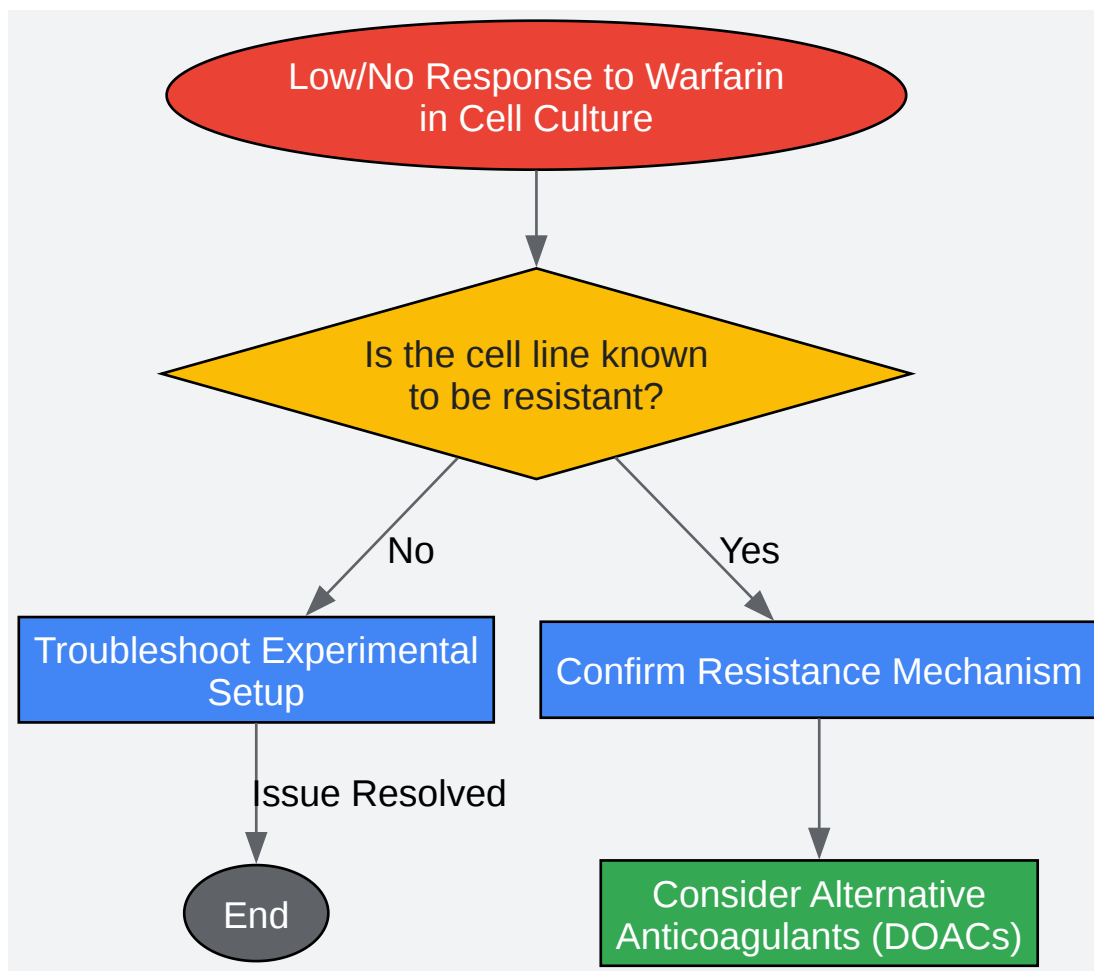 Low/No Response to Warfarin
in Cell Culture
Is the cell line known
to be resistant?
No
Yes
Troubleshoot Experimental
Setup
Confirm Resistance Mechanism
Issue Resolved
End
Consider Alternative
Anticoagulants (DOACs)